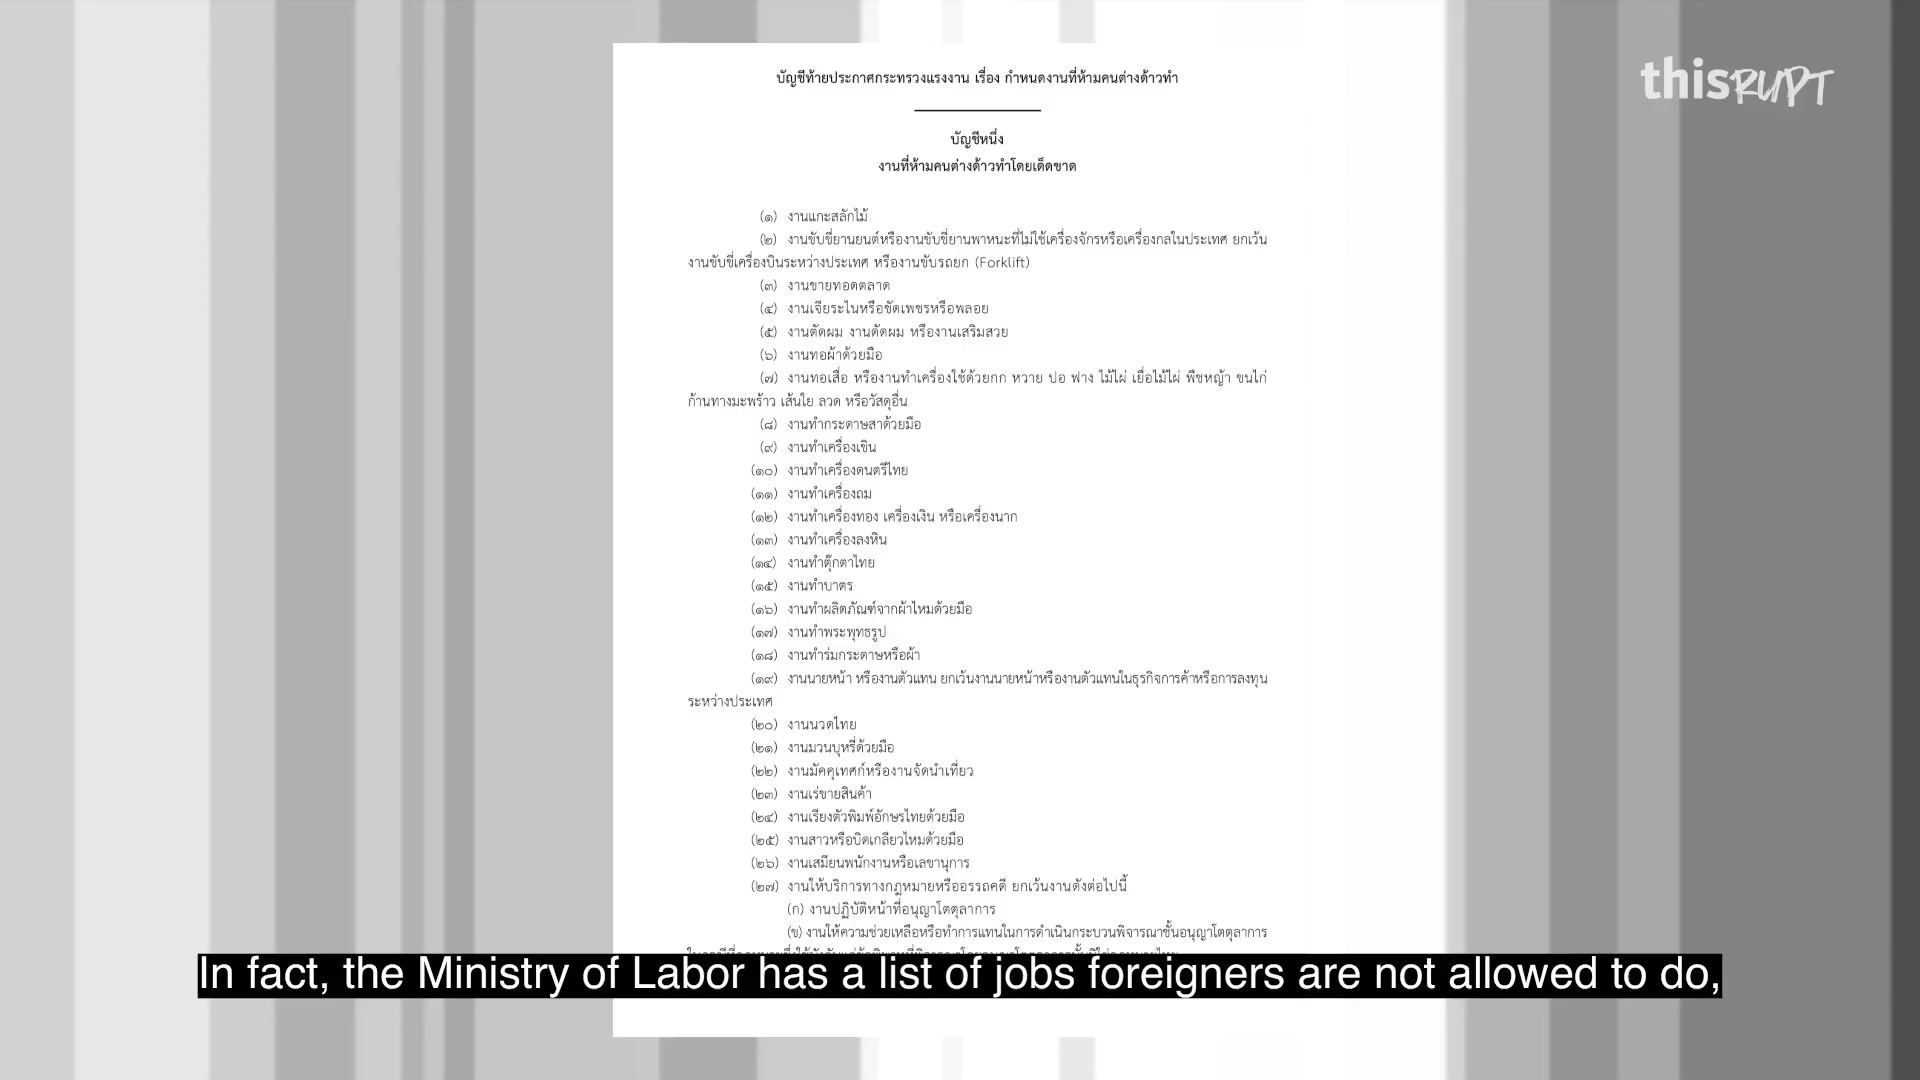 thisRUPT
บัญชีท้ายประกาศกระทรวงแรงงาน เรื่อง กำหนดงานที่ห้ามคนต่างด้าวทำ
บัญชีหนึ่ง
งานที่ห้ามคนต่างด้าวทำโดยเด็ดขาด
(๑) งานแกะสลักไม้
(๒) งานขับขี่ยานยนต์หรืองานขับขี่ยานพาหนะที่ไม่ใช้เครื่องจักรหรือเครื่องกลในประเทศ ยกเว้น
งานขับขี่เครื่องบินระหว่างประเทศ หรืองานขับรถยก (Forklift)
(๓) งานขายทอดตลาด
(๔) งานเจียระไนหรือขัดเพชรหรือพลอย
(๕) งานตัดผม งานดัดผม หรืองานเสริมสวย
(๖) งานทอผ้าด้วยมือ
(๗) งานทอเสื่อ หรืองานทำเครื่องใช้ด้วยกก หวาย ปอ ฟาง ไม้ไผ่ เยื่อไม้ไผ่ พืชหญ้า ขนไก่
ก้านทางมะพร้าว เส้นใย ลวด หรือวัสดุอื่น
(๘) งานทำกระดาษสาด้วยมือ
(๙) งานทำเครื่องเขิน
(๑๐) งานทำเครื่องดนตรีไทย
(๑๑) งานทำเครื่องถม
(๑๒) งานทำเครื่องทอง เครื่องเงิน หรือเครื่องนาก
(๑๓) งานทำเครื่องลงหิน
(๑๔) งานทำตุ๊กตาไทย
(๑๕) งานทำบาตร
(๑๖) งานทำผลิตภัณฑ์จากผ้าไหมด้วยมือ
(๑๗) งานทำพระพุทธรูป
(๑๘) งานทำร่มกระดาษหรือผ้า
(๑๙) งานนายหน้า หรืองานตัวแทน ยกเว้นงานนายหน้าหรืองานตัวแทนในธุรกิจการค้าหรือการลงทุน
ระหว่างประเทศ
(๒๐) งานนวดไทย
(๒๑) งานมวนบุหรี่ด้วยมือ
(๒๒) งานมัคคุเทศก์หรืองานจัดนำเที่ยว
(๒๓) งานเร่ขายสินค้า
(๒๔) งานเรียงตัวพิมพ์อักษรไทยด้วยมือ
(๒๕) งานสาวหรือบิดเกลียวไหมด้วยมือ
(๒๖) งานเสมียนพนักงานหรือเลขานุการ
(๒๗) งานให้บริการทางกฎหมายหรืออรรถคดี ยกเว้นงานดังต่อไปนี้
(ก) งานปฏิบัติหน้าที่อนุญาโตตุลาการ
(ข) งานให้ความช่วยเหลือหรือทำการแทนในการดำเนินกระบวนพิจารณาชั้นอนุญาโตตุลาการ
In fact, the Ministry of Labor has a list of jobs foreigners are not allowed to do,